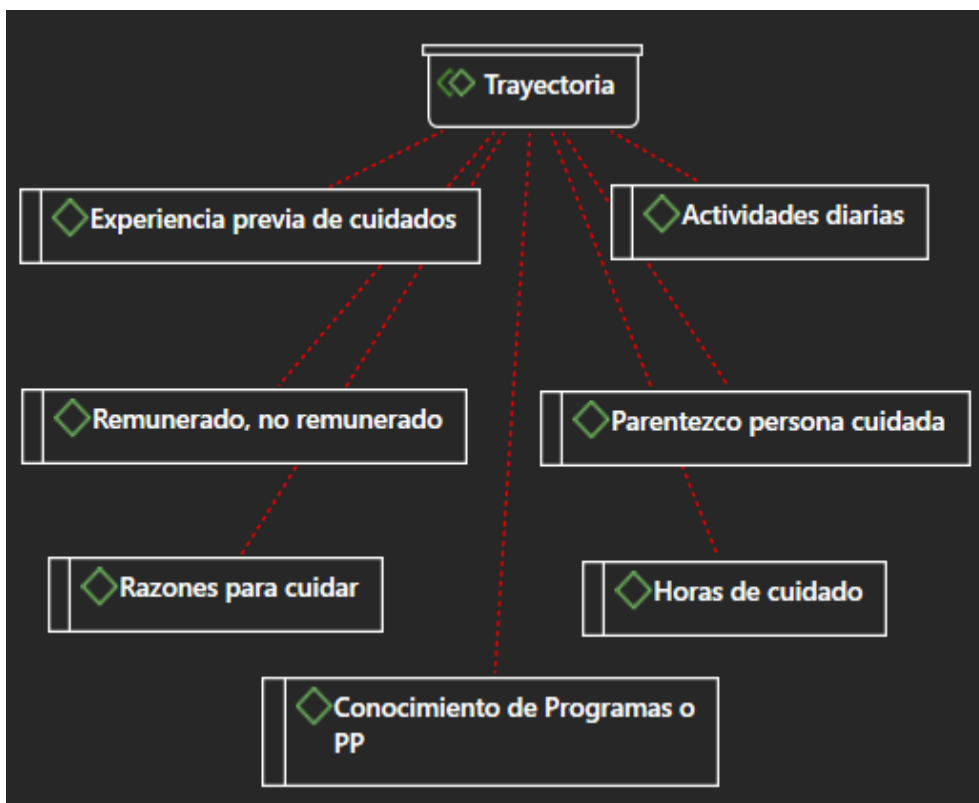 Trayectoria
Experiencia previa de cuidados
Actividades diarias
Remunerado, no remunerado
Parentezco persona cuidada
Razones para cuidar
Horas de cuidado
Conocimiento de Programas o
PP